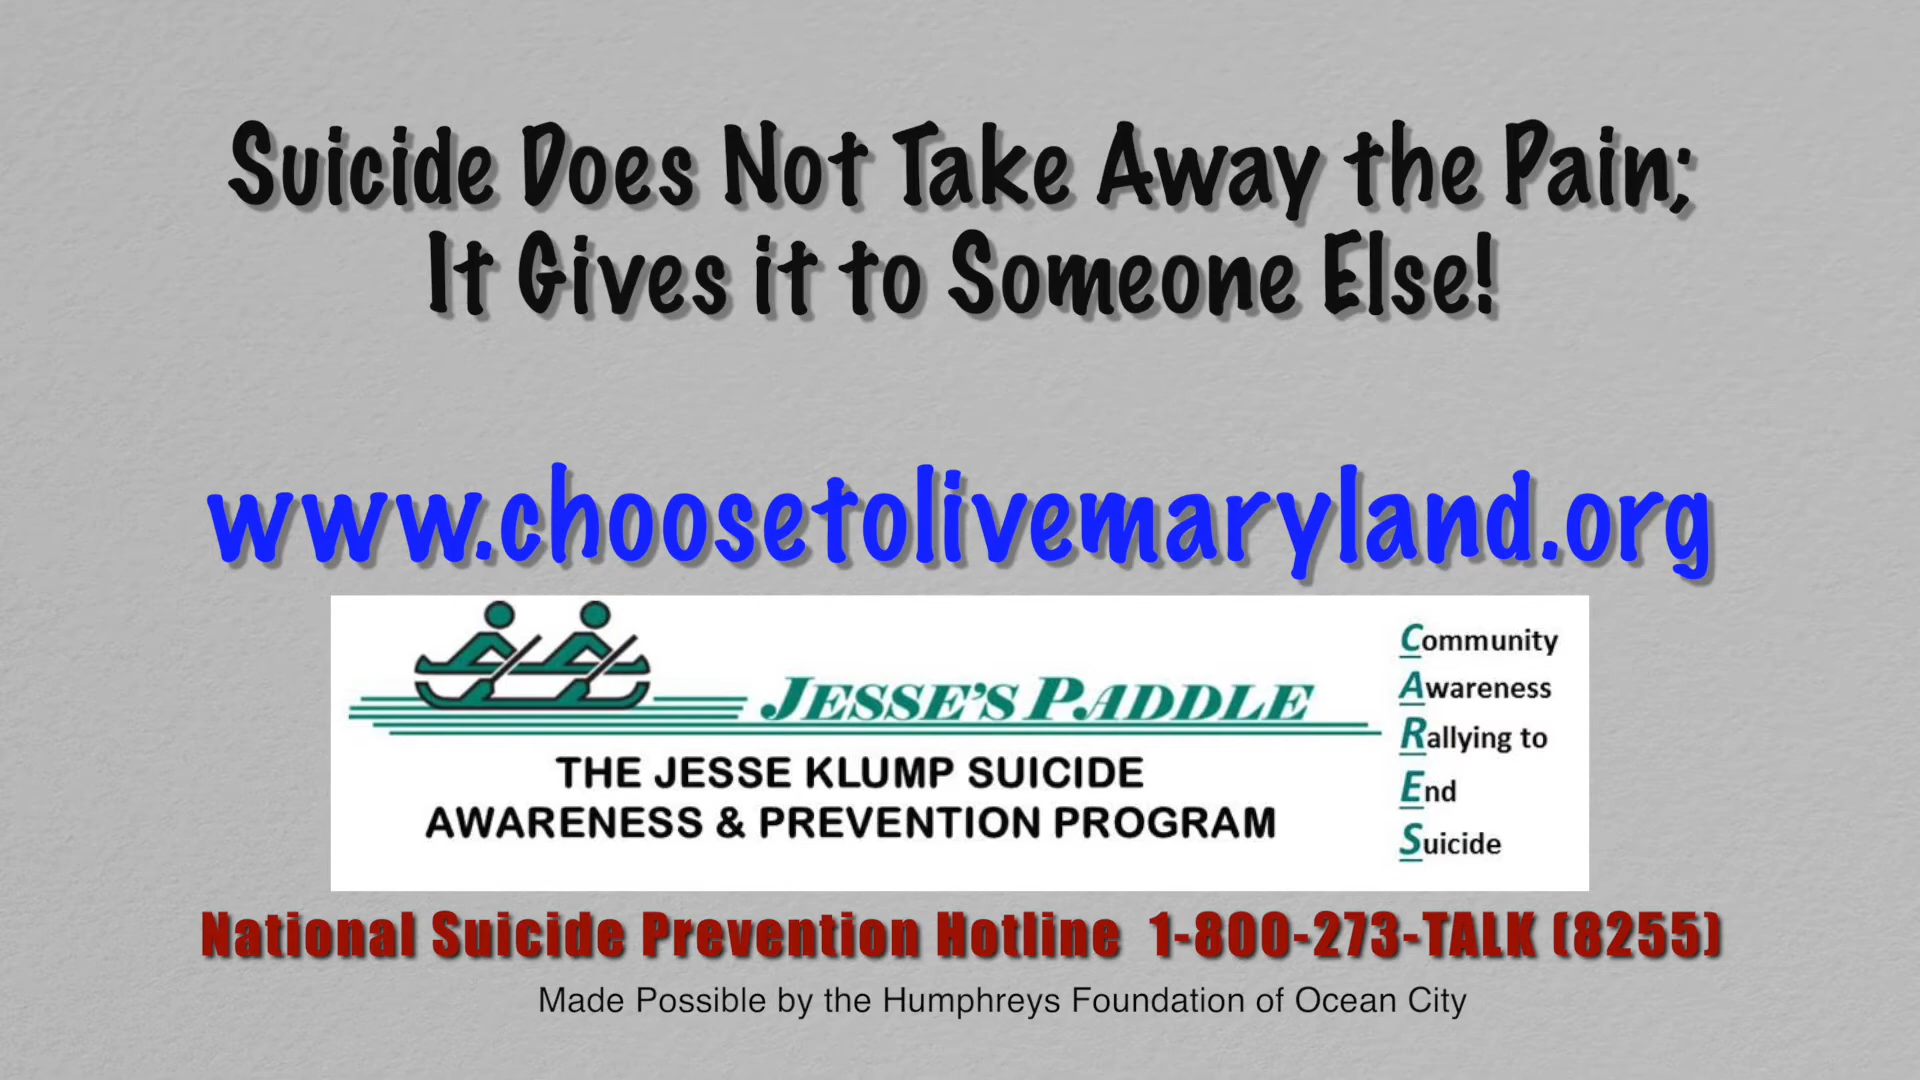 Suicide Does Not Take Away the Pain;
It Gives it to Someone Else!
www.choosetolivemaryland.org
JESSE'S PADDLE
THE JESSE KLUMP SUICIDE
AWARENESS & PREVENTION PROGRAM
Community
Awareness
Rallying to
End
Suicide
National Suicide Prevention Hotline 1-800-273-TALK (8255)
Made Possible by the Humphreys Foundation of Ocean City